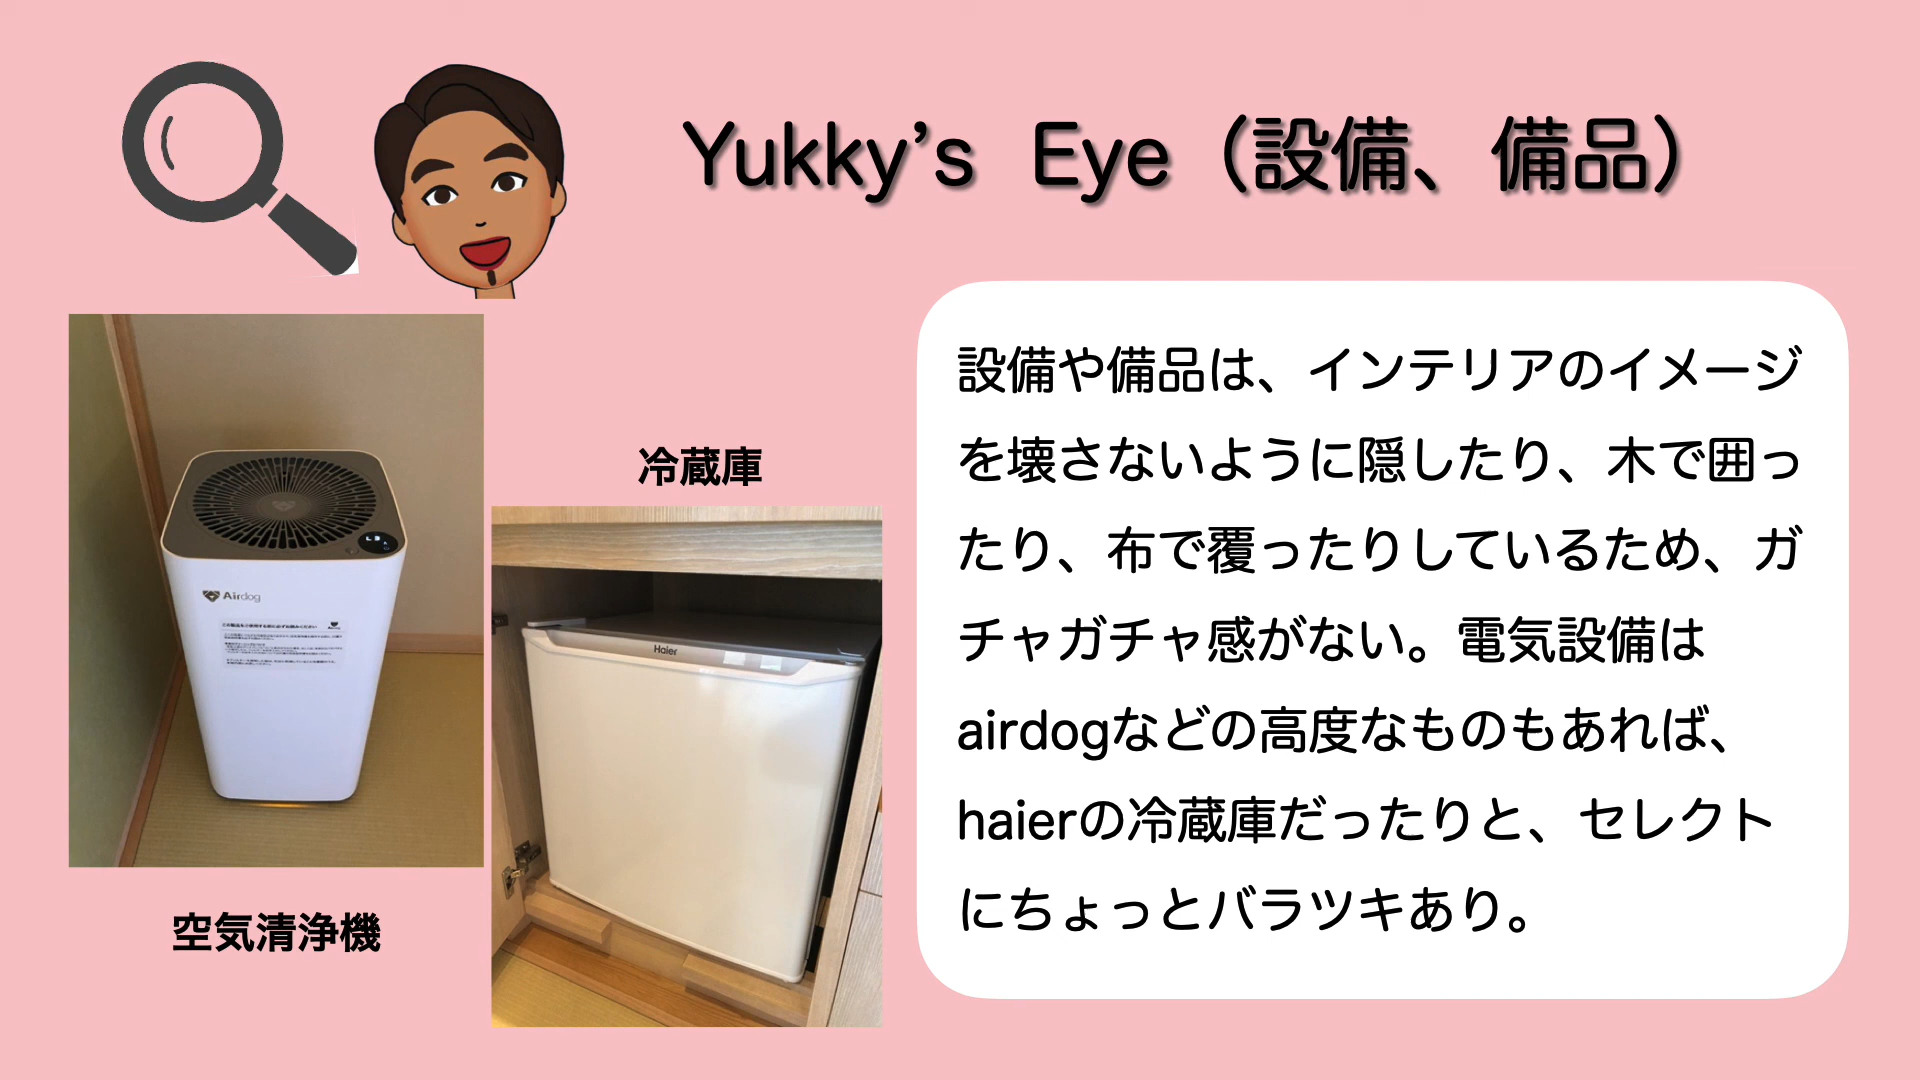 Yukky’s Eye（設備、備品）
冷蔵庫
Airdog
Haier
空気清浄機
設備や備品は、インテリアのイメージ
を壊さないように隠したり、木で囲っ
たり、布で覆ったりしているため、ガ
チャガチャ感がない。電気設備は
airdogなどの高度なものもあれば、
haierの冷蔵庫だったりと、セレクト
にちょっとバラツキあり。